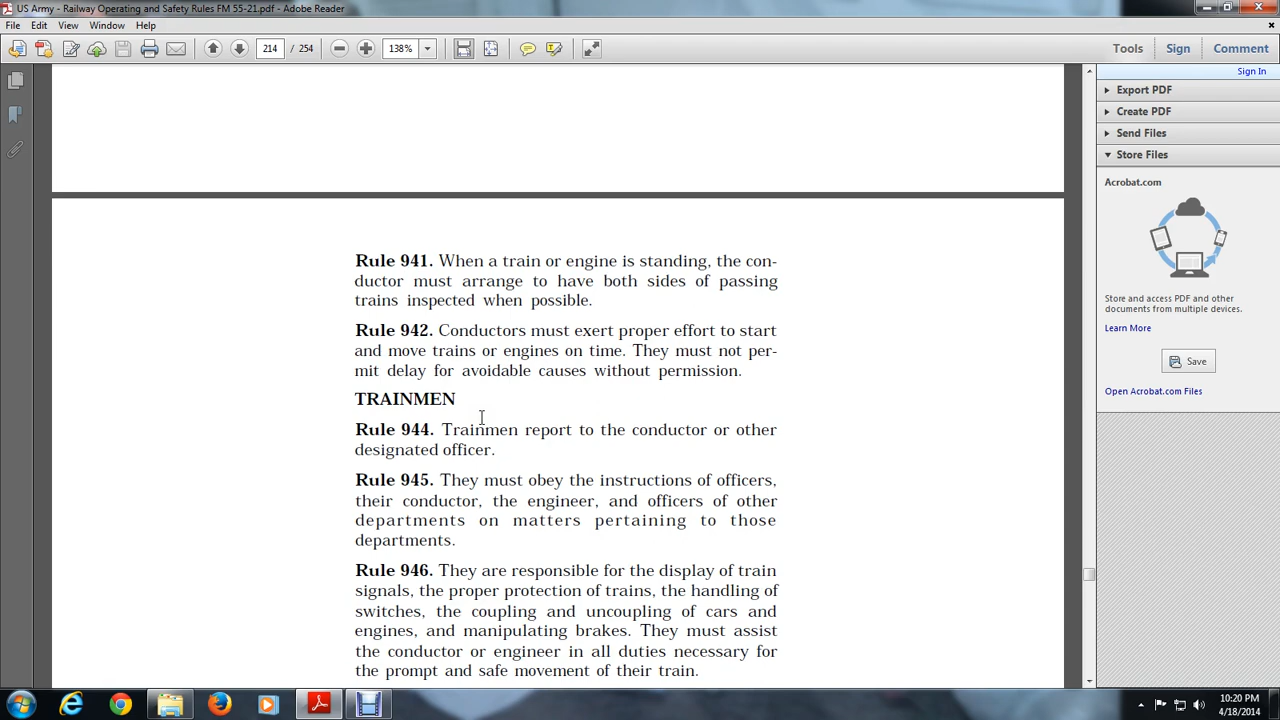 US Army - Railway Operating and Safety Rules FM 55-21.pdf - Adobe Reader
File Edit View Window Help
214 / 254 138% Tools Sign Comment
Sign In
Export PDF
Create PDF
Send Files
Store Files
Acrobat.com
Store and access PDF and other
documents from multiple devices.
Learn More
Save
Open Acrobat.com Files
Rule 941. When a train or engine is standing, the con-
ductor must arrange to have both sides of passing
trains inspected when possible.
Rule 942. Conductors must exert proper effort to start
and move trains or engines on time. They must not per-
mit delay for avoidable causes without permission.
TRAINMEN
Rule 944. Trainmen report to the conductor or other
designated officer.
Rule 945. They must obey the instructions of officers,
their conductor, the engineer, and officers of other
departments on matters pertaining to those
departments.
Rule 946. They are responsible for the display of train
signals, the proper protection of trains, the handling of
switches, the coupling and uncoupling of cars and
engines, and manipulating brakes. They must assist
the conductor or engineer in all duties necessary for
the prompt and safe movement of their train.
10:20 PM
4/18/2014